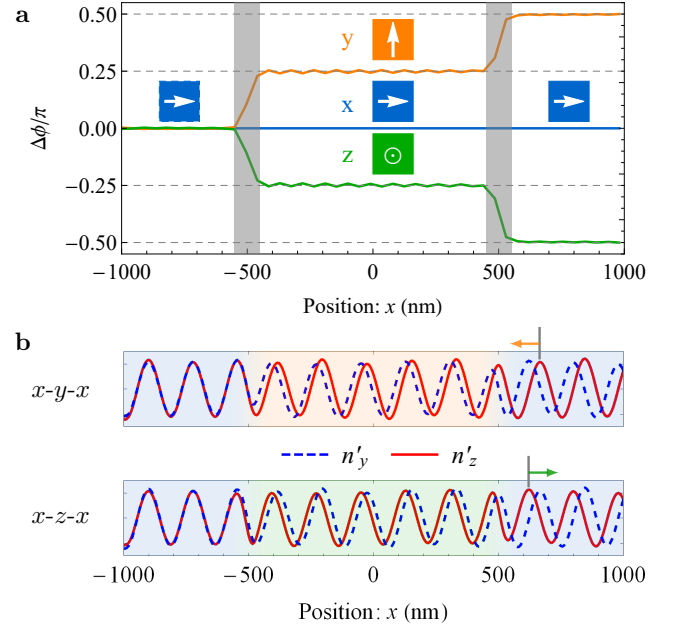 a
y
x
z
Δϕ/π
0.50
0.25
0.00
−0.25
−0.50
−1000 −500 0 500 1000
Position: x (nm)
b
x-y-x
n′y n′z
x-z-x
−1000 −500 0 500 1000
Position: x (nm)